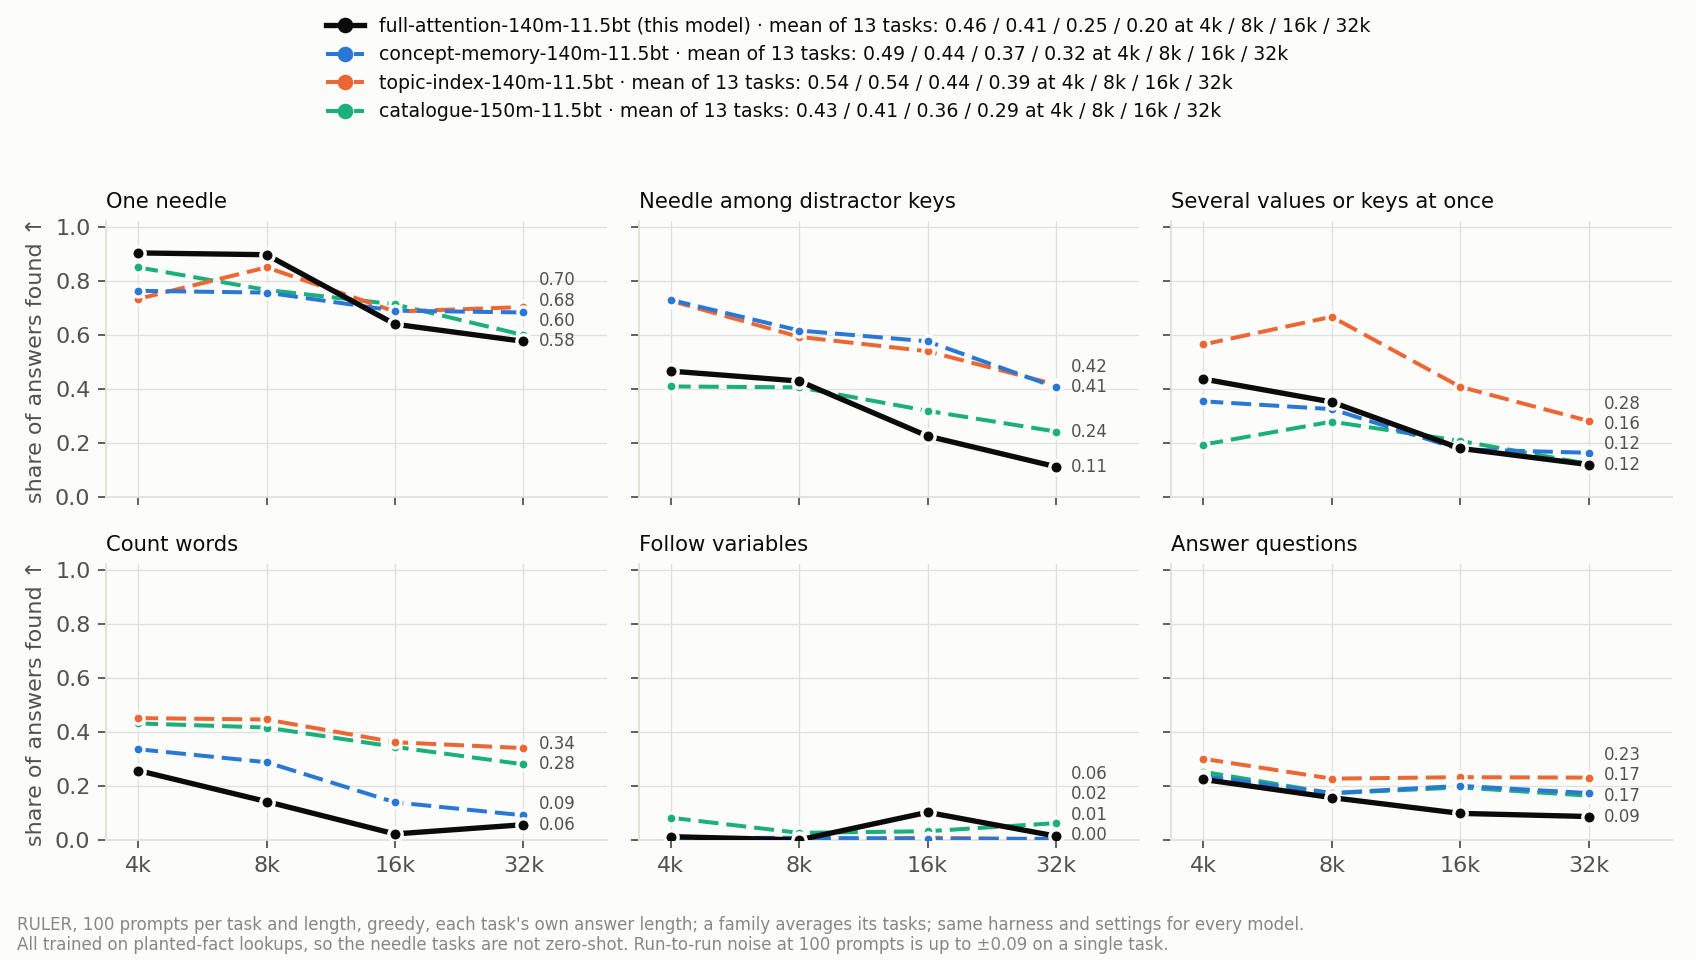 full-attention-140m-11.5bt (this model) · mean of 13 tasks: 0.46 / 0.41 / 0.25 / 0.20 at 4k / 8k / 16k / 32k
concept-memory-140m-11.5bt · mean of 13 tasks: 0.49 / 0.44 / 0.37 / 0.32 at 4k / 8k / 16k / 32k
topic-index-140m-11.5bt · mean of 13 tasks: 0.54 / 0.54 / 0.44 / 0.39 at 4k / 8k / 16k / 32k
catalogue-150m-11.5bt · mean of 13 tasks: 0.43 / 0.41 / 0.36 / 0.29 at 4k / 8k / 16k / 32k
One needle
share of answers found ↑
1.0
0.8
0.6
0.4
0.2
0.0
0.70
0.68
0.60
0.58
Needle among distractor keys
0.42
0.41
0.24
0.11
Several values or keys at once
0.28
0.16
0.12
0.12
Count words
share of answers found ↑
1.0
0.8
0.6
0.4
0.2
0.0
0.34
0.28
0.09
0.06
4k 8k 16k 32k
Follow variables
0.06
0.02
0.01
0.00
4k 8k 16k 32k
Answer questions
0.23
0.17
0.17
0.09
4k 8k 16k 32k
RULER, 100 prompts per task and length, greedy, each task's own answer length; a family averages its tasks; same harness and settings for every model.
All trained on planted-fact lookups, so the needle tasks are not zero-shot. Run-to-run noise at 100 prompts is up to ±0.09 on a single task.